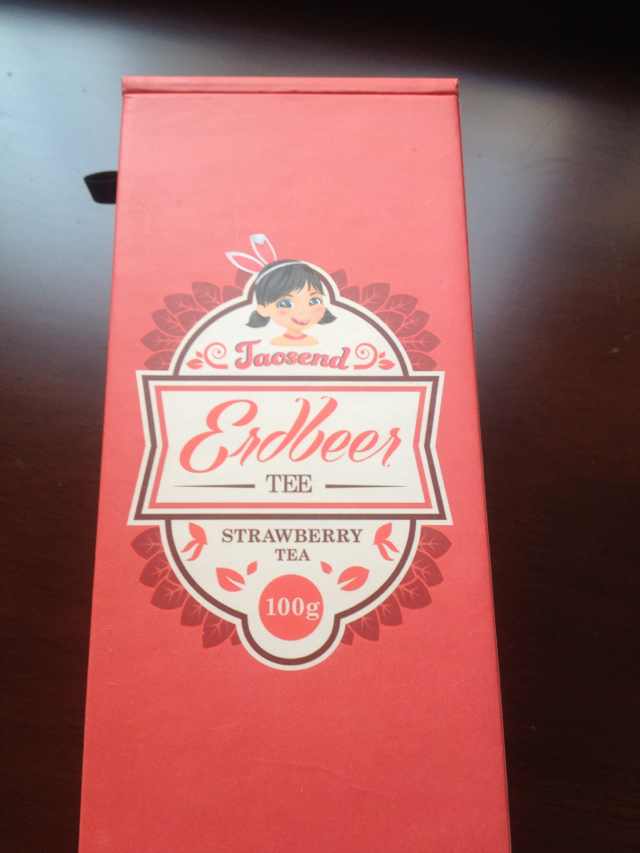 Taosend
Erdbeer
TEE
STRAWBERRY
TEA
100g